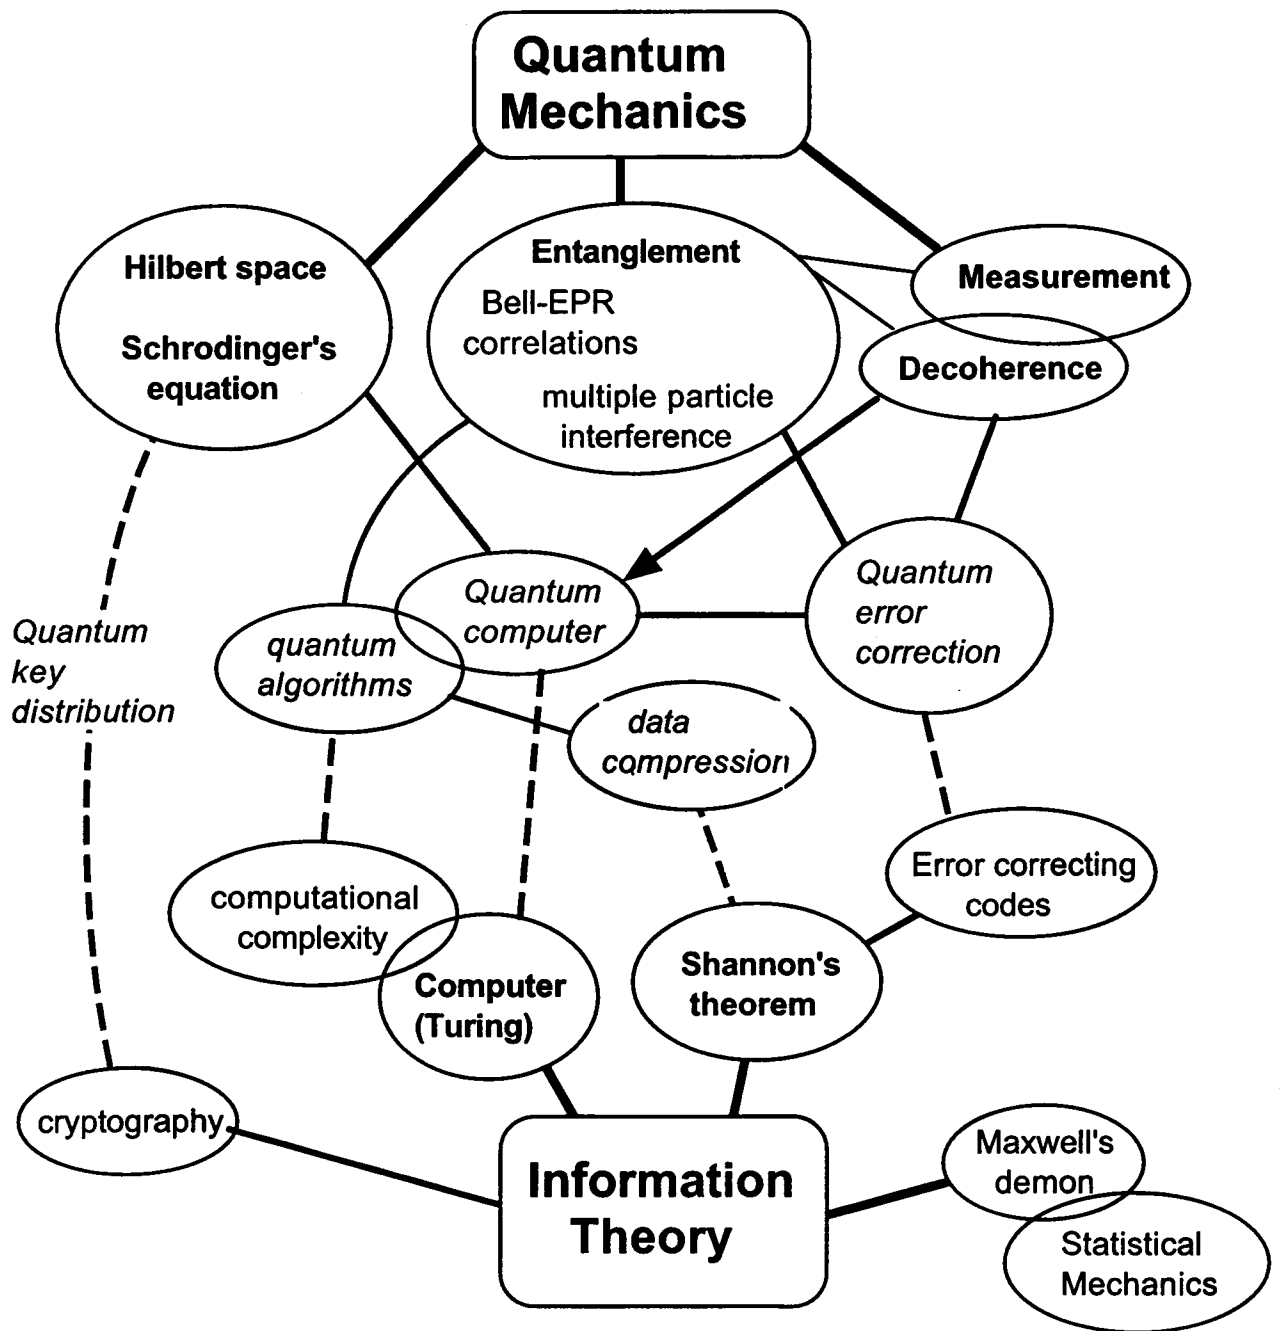 Quantum
Mechanics
Hilbert space
Schrodinger's
equation
Entanglement
Bell-EPR
correlations
multiple particle
interference
Measurement
Decoherence
Quantum
computer
Quantum
error
correction
Quantum
key
distribution
quantum
algorithms
data
compression
computational
complexity
Error correcting
codes
Computer
(Turing)
Shannon's
theorem
cryptography
Information
Theory
Maxwell's
demon
Statistical
Mechanics